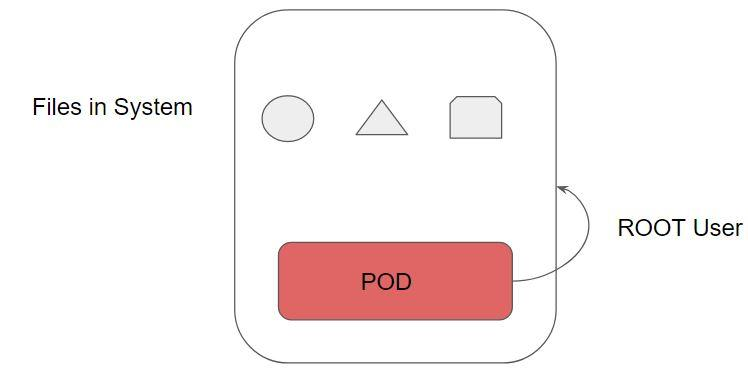 Files in System
ROOT User
POD